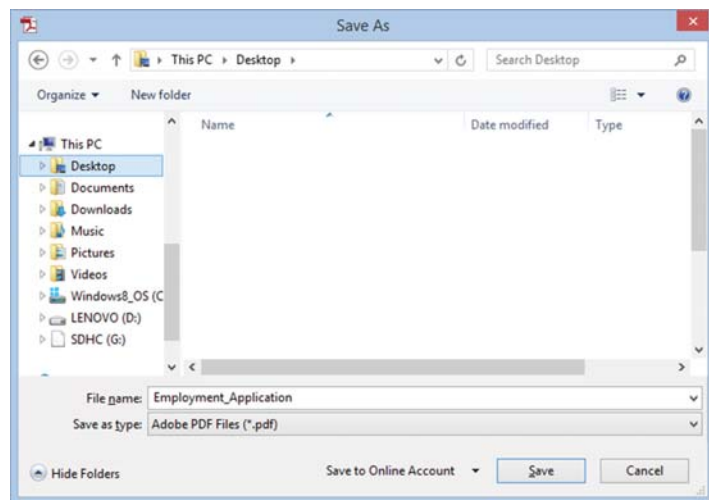 Save As
This PC Desktop
Search Desktop
Organize New folder
Name Date modified Type
This PC
Desktop
Documents
Downloads
Music
Pictures
Videos
Windows8_OS (C
LENOVO (D:)
SDHC (G:)
File name: Employment_Application
Save as type: Adobe PDF Files (*.pdf)
Hide Folders Save to Online Account Save Cancel